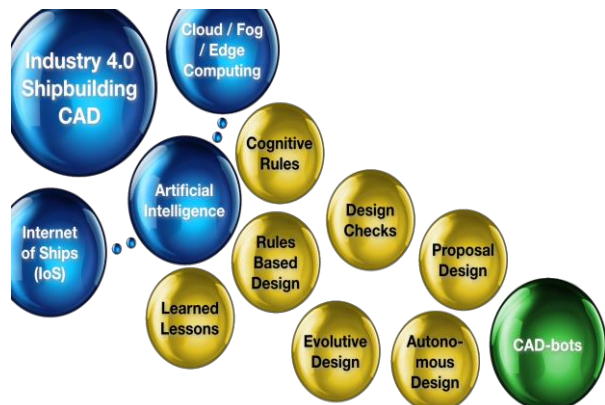 Industry 4.0
Shipbuilding
CAD
Cloud / Fog
/ Edge
Computing
Cognitive
Rules
Artificial
Intelligence
Internet
of Ships
(IoS)
Design
Checks
Rules
Based
Design
Proposal
Design
Learned
Lessons
Evolutive
Design
Autono-
mous
Design
CAD-bots